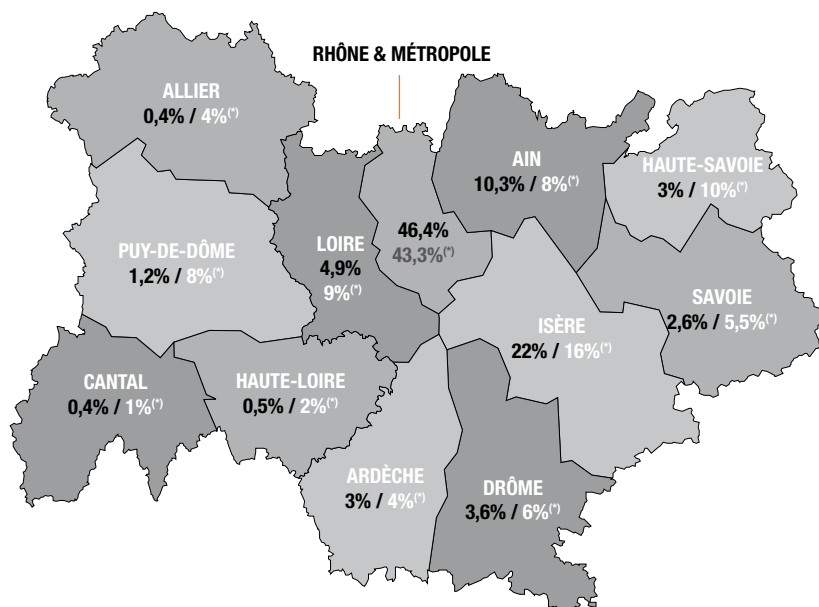 RHÔNE & MÉTROPOLE
ALLIER
0,4% / 4%(*)
AIN
10,3% / 8%(*)
HAUTE-SAVOIE
3% / 10%(*)
PUY-DE-DÔME
1,2% / 8%(*)
LOIRE
4,9%
9%(*)
46,4%
43,3%(*)
SAVOIE
2,6% / 5,5%(*)
ISÈRE
22% / 16%(*)
CANTAL
0,4% / 1%(*)
HAUTE-LOIRE
0,5% / 2%(*)
ARDÈCHE
3% / 4%(*)
DRÔME
3,6% / 6%(*)